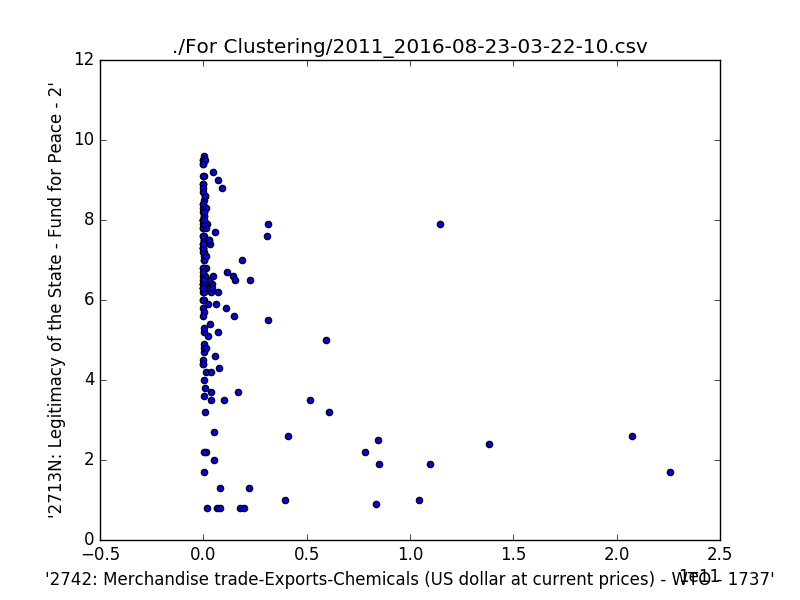 ./For Clustering/2011_2016-08-23-03-22-10.csv
12
10
8
6
4
2
0
'2713N: Legitimacy of the State - Fund for Peace - 2'
−0.5 0.0 0.5 1.0 1.5 2.0 2.5
1e11
'2742: Merchandise trade-Exports-Chemicals (US dollar at current prices) - WTO - 1737'